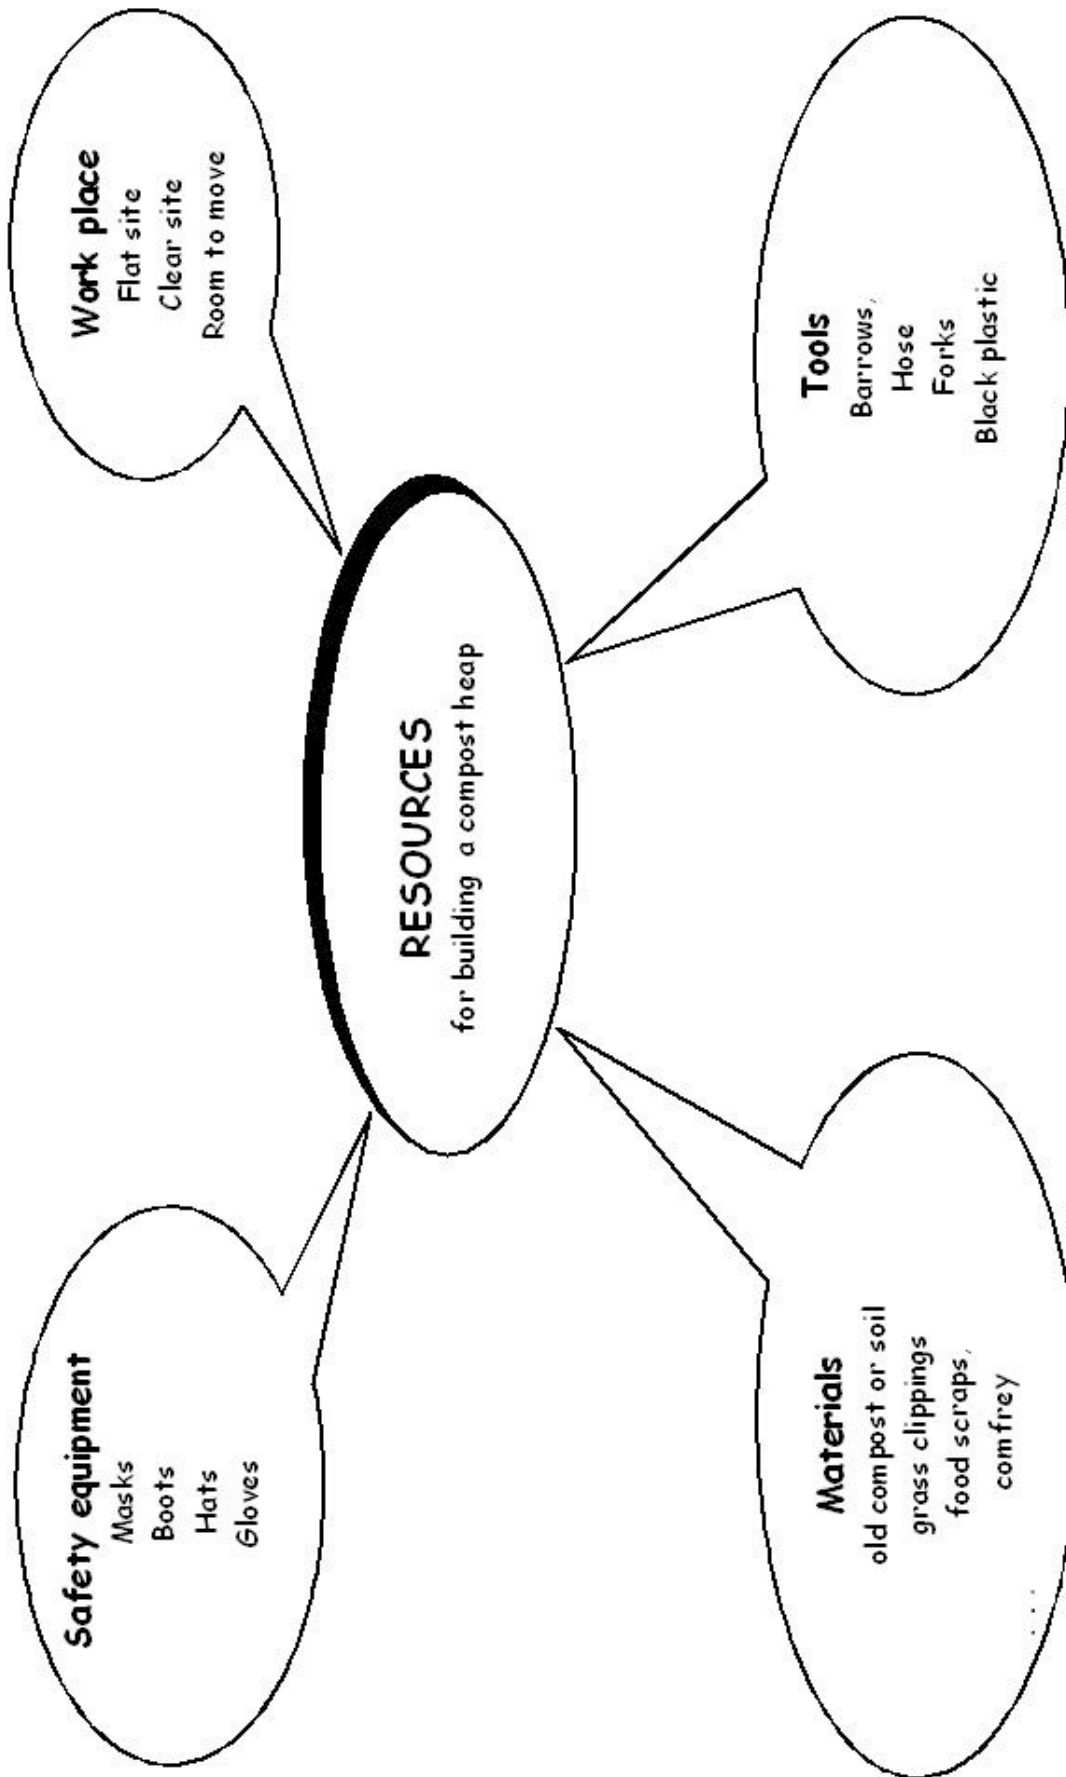 Safety equipment
Masks
Boots
Hats
Gloves
Work place
Flat site
Clear site
Room to move
RESOURCES
for building a compost heap
Materials
old compost or soil
grass clippings
food scraps,
comfrey
....
Tools
Barrows,
Hose
Forks
Black plastic